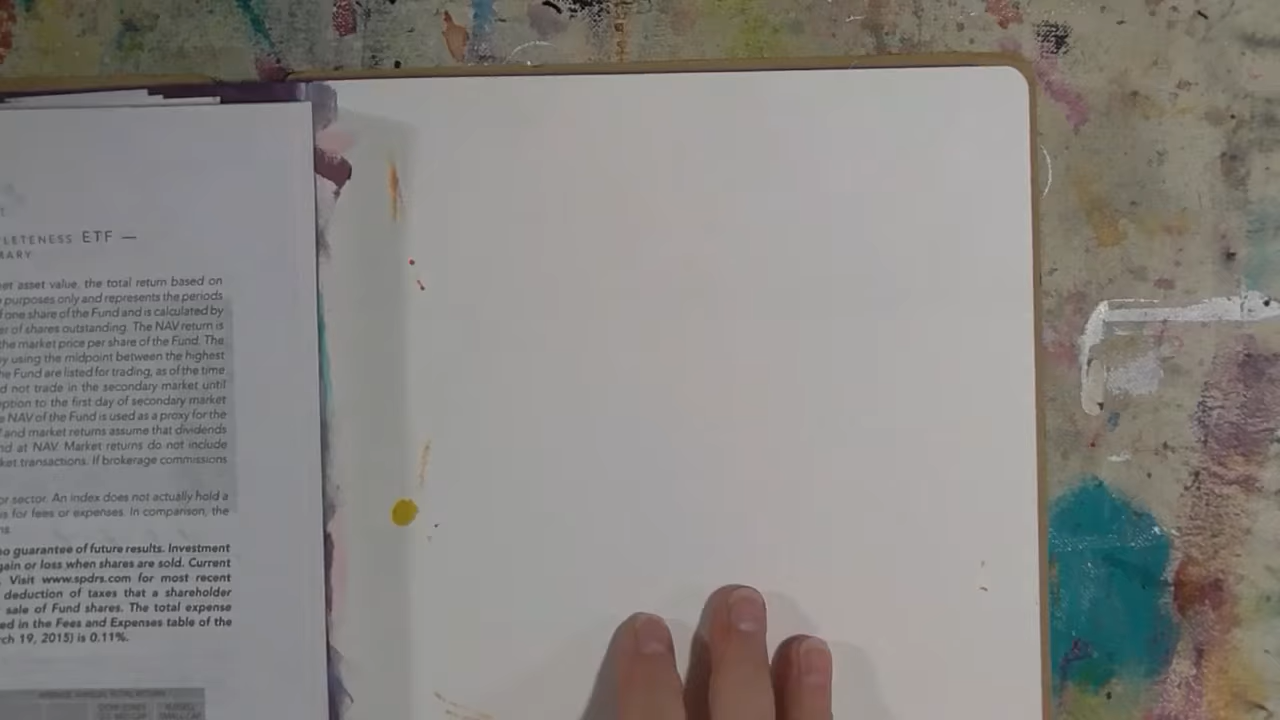 ETF —
et asset value, the total return based on
purposes only and represents the periods
f one share of the Fund and is calculated by
er of shares outstanding. The NAV return is
the market price per share of the Fund. The
y using the midpoint between the highest
he Fund are listed for trading, as of the time
d not trade in the secondary market until
ption to the first day of secondary market
e NAV of the Fund is used as a proxy for the
and market returns assume that dividends
nd at NAV. Market returns do not include
ket transactions. If brokerage commissions
or sector. An index does not actually hold a
is for fees or expenses. In comparison, the
ns
no guarantee of future results. Investment
gain or loss when shares are sold. Current
Visit www.spdrs.com for most recent
deduction of taxes that a shareholder
sale of Fund shares. The total expense
ed in the Fees and Expenses table of the
rch 19, 2015) is 0.11%.